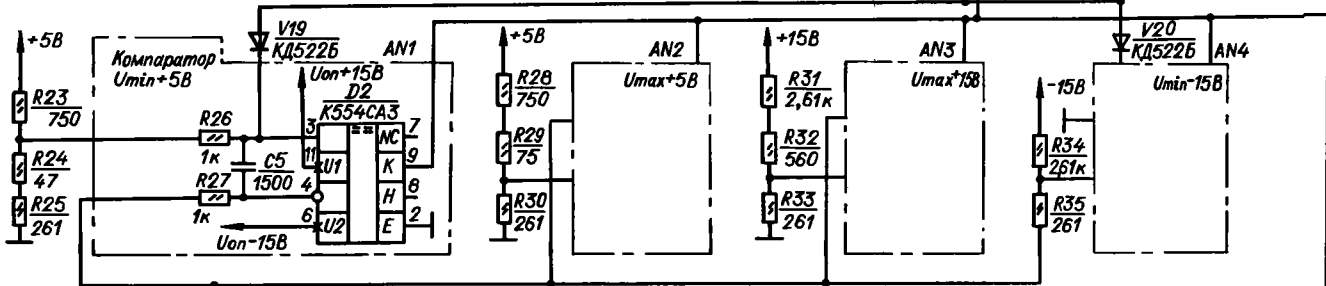 +5В
R23
750
R24
47
R25
261
Компаратор
Umin+5В
V19
КД522Б
AN1
Uоп+15В
D2
К554СА3
R26
1к
C5
1500
R27
1к
3
11
4
6
U1
U2
==
NC
K
H
E
7
9
8
2
Uоп-15В
+5В
R28
750
R29
75
R30
261
AN2
Umax+5В
+15В
R31
2,61к
R32
560
R33
261
AN3
Umax+15В
V20
КД522Б
AN4
Umin-15В
-15В
R34
2,61к
R35
261